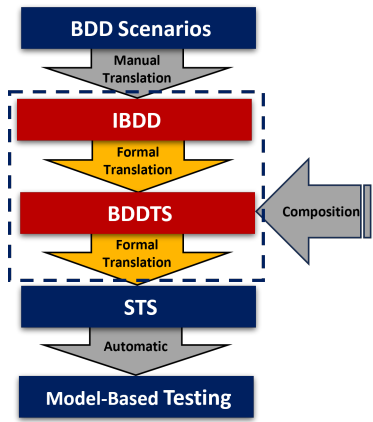 BDD Scenarios
Manual
Translation
IBDD
Formal
Translation
BDDTS
Composition
Formal
Translation
STS
Automatic
Model-Based Testing